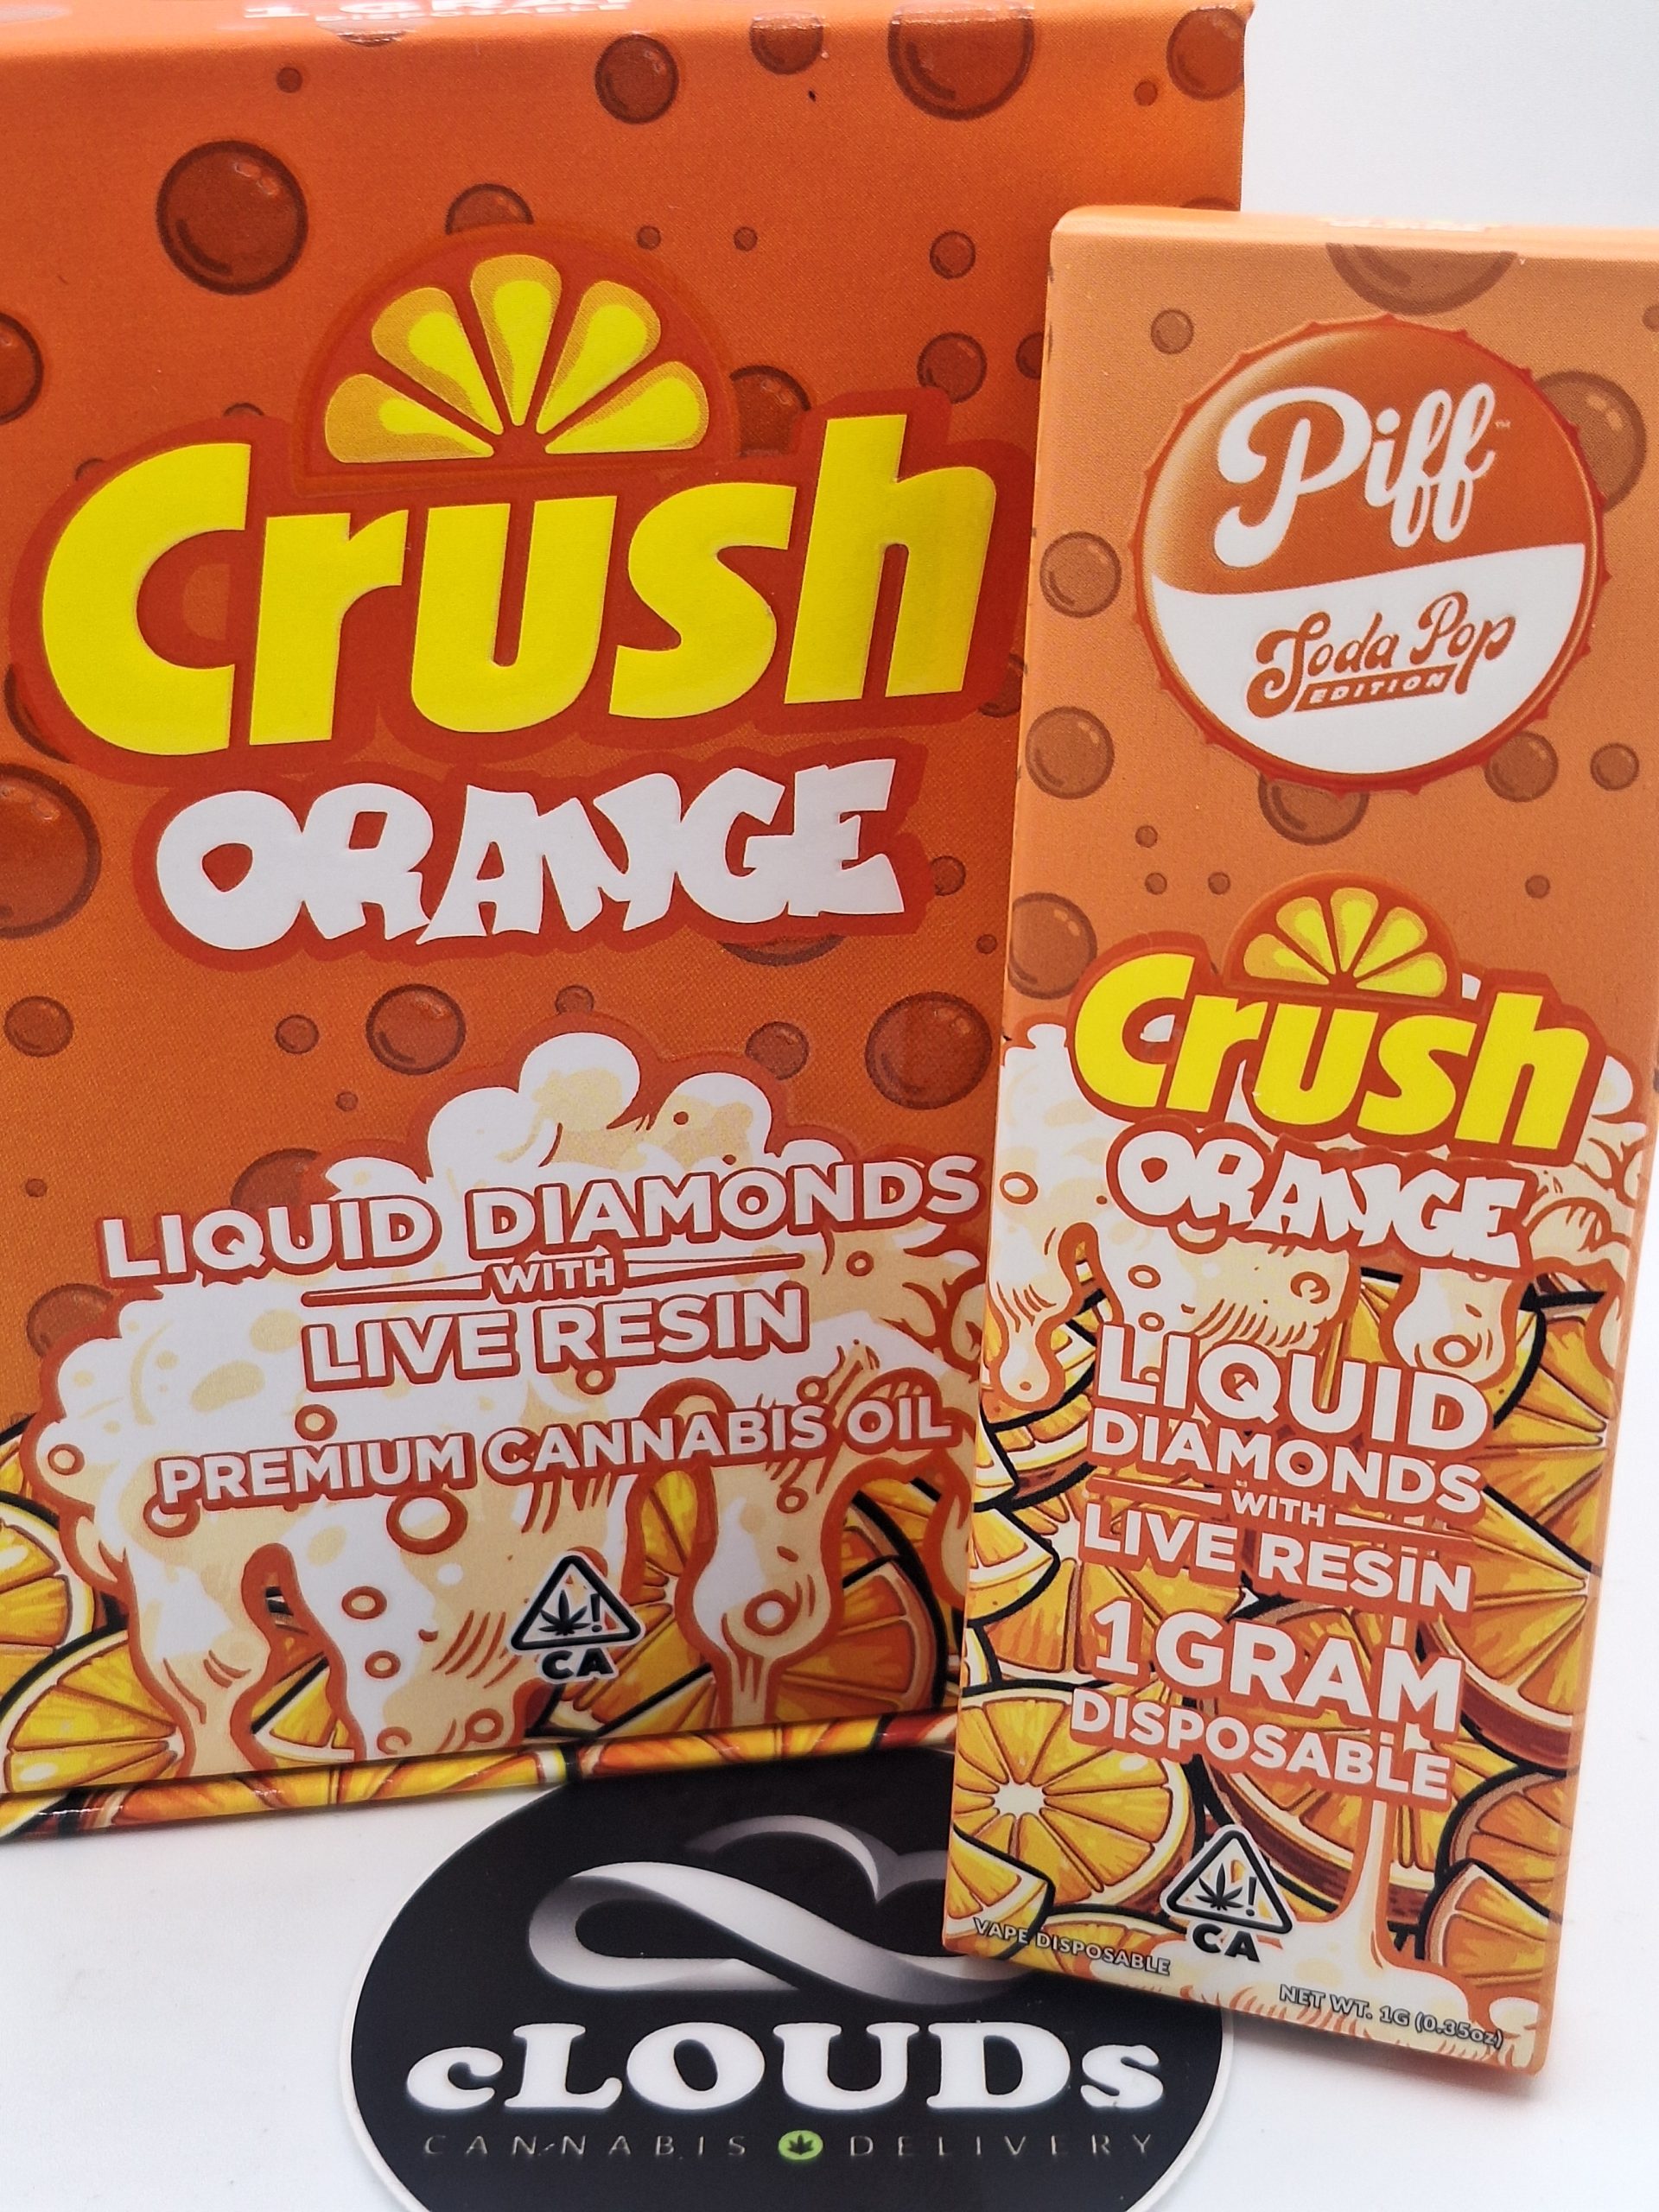 Crush
ORANGE
LIQUID DIAMONDS
WITH
LIVE RESIN
PREMIUM CANNABIS OIL
!
CA
Piff™
Soda Pop
EDITION
Crush
ORANGE
LIQUID
DIAMONDS
WITH
LIVE RESIN
1 GRAM
DISPOSABLE
!
CA
VAPE DISPOSABLE
NET WT. 1G (0.35oz)
cLOUDs
CANNABIS DELIVERY